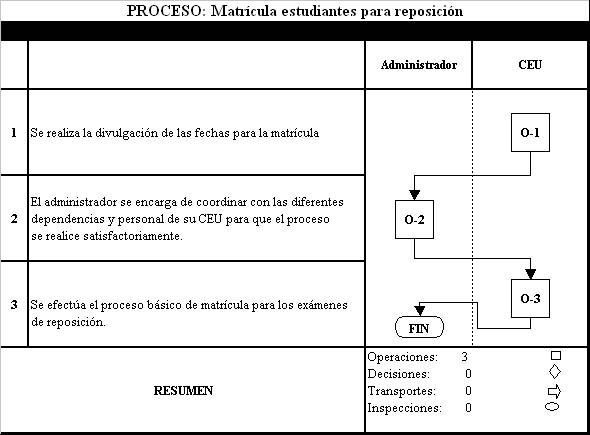 PROCESO: Matrícula estudiantes para reposición
Administrador CEU
1 Se realiza la divulgación de las fechas para la matrícula
O-1
El administrador se encarga de coordinar con las diferentes
2 dependencias y personal de su CEU para que el proceso
se realice satisfactoriamente.
O-2
3 Se efectúa el proceso básico de matrícula para los exámenes
de reposición.
O-3
FIN
RESUMEN
Operaciones: 3
Decisiones: 0
Transportes: 0
Inspecciones: 0